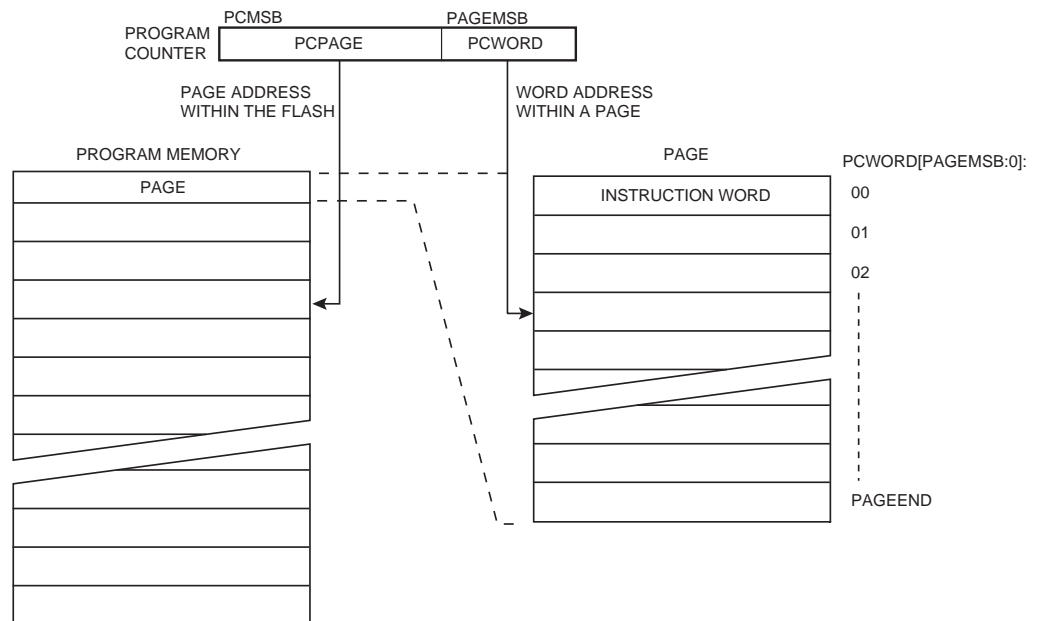 PCMSB
PAGEMSB
PROGRAM
COUNTER
PCPAGE
PCWORD
PAGE ADDRESS
WITHIN THE FLASH
WORD ADDRESS
WITHIN A PAGE
PROGRAM MEMORY
PAGE
PAGE
INSTRUCTION WORD
PCWORD[PAGEMSB:0]:
00
01
02
PAGEEND